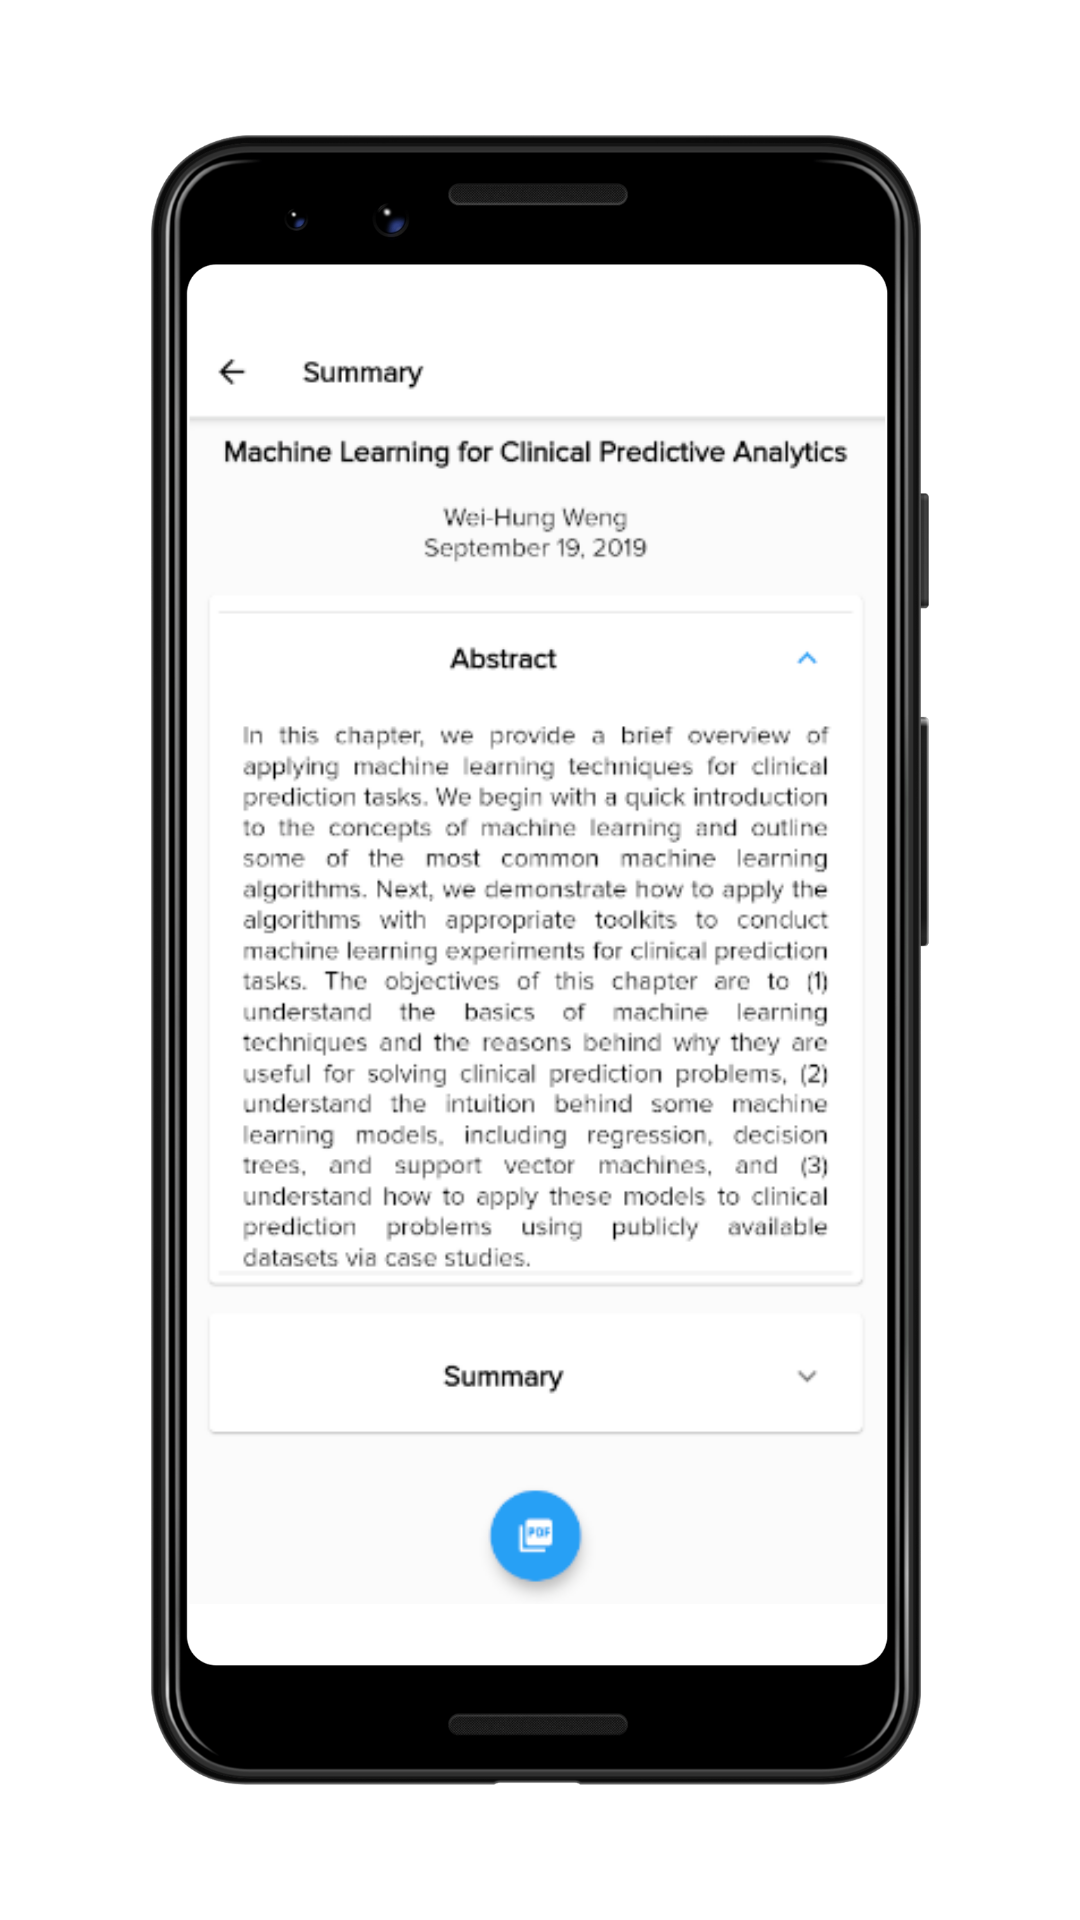 Summary
Machine Learning for Clinical Predictive Analytics
Wei-Hung Weng
September 19, 2019
Abstract
In this chapter, we provide a brief overview of
applying machine learning techniques for clinical
prediction tasks. We begin with a quick introduction
to the concepts of machine learning and outline
some of the most common machine learning
algorithms. Next, we demonstrate how to apply the
algorithms with appropriate toolkits to conduct
machine learning experiments for clinical prediction
tasks. The objectives of this chapter are to (1)
understand the basics of machine learning
techniques and the reasons behind why they are
useful for solving clinical prediction problems, (2)
understand the intuition behind some machine
learning models, including regression, decision
trees, and support vector machines, and (3)
understand how to apply these models to clinical
prediction problems using publicly available
datasets via case studies.
Summary
PDF